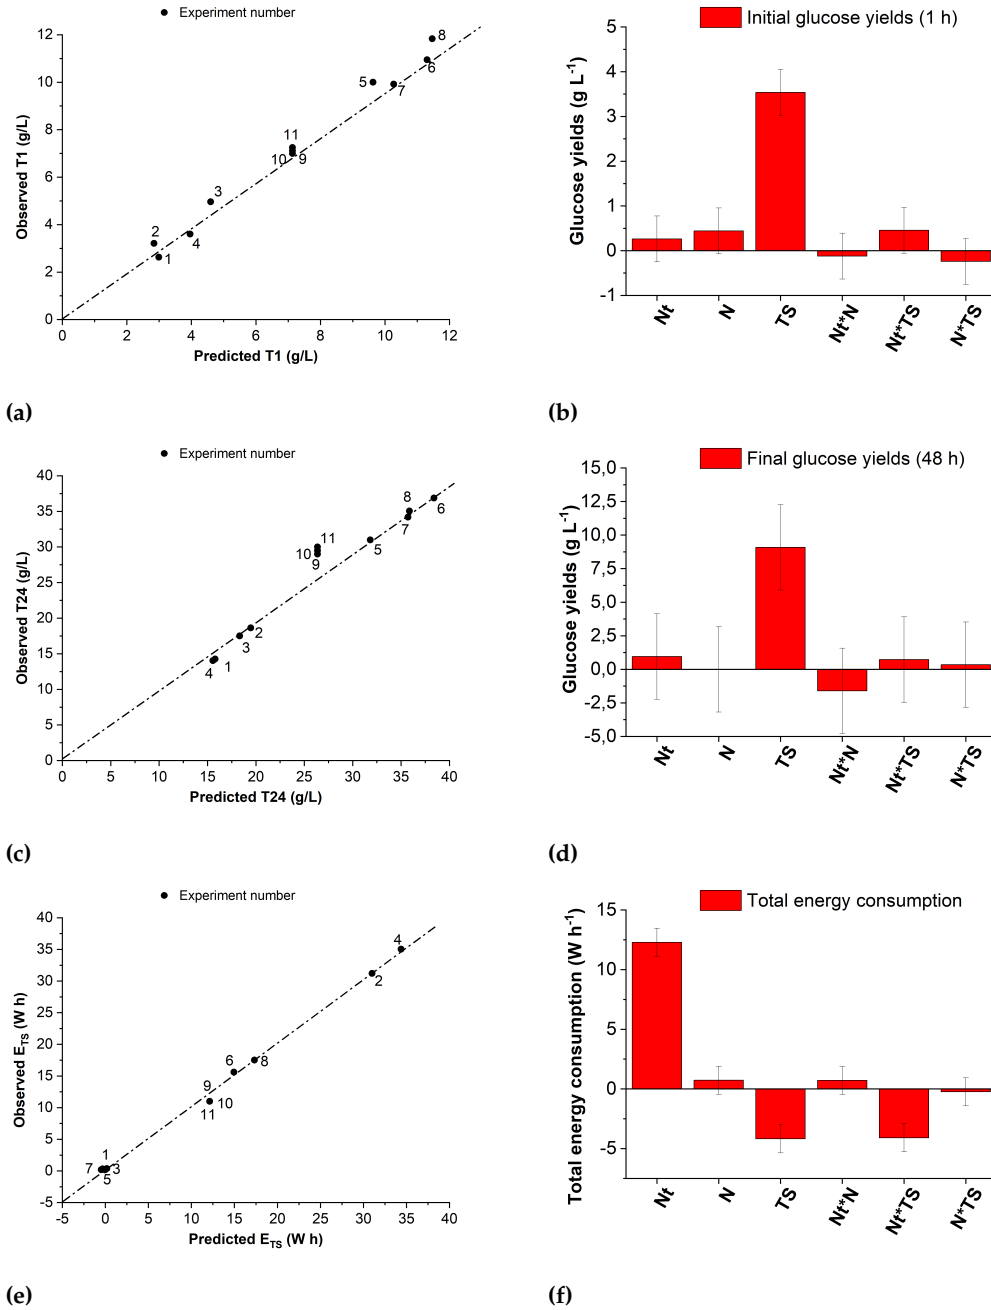 Experiment number
12
10
8
6
4
2
0
Observed T1 (g/L)
8
6
5
7
11
10 9
3
2
4
1
0 2 4 6 8 10 12
Predicted T1 (g/L)
(a)
Initial glucose yields (1 h)
5
4
3
2
1
0
-1
Glucose yields (g L-1)
Nt N TS Nt*N Nt*TS N*TS
(b)
Experiment number
40
35
30
25
20
15
10
5
0
Observed T24 (g/L)
8
6
7
11
10
5
9
2
3
4 1
0 5 10 15 20 25 30 35 40
Predicted T24 (g/L)
(c)
Final glucose yields (48 h)
15,0
12,5
10,0
7,5
5,0
2,5
0,0
-2,5
-5,0
Glucose yields (g L-1)
Nt N TS Nt*N Nt*TS N*TS
(d)
Experiment number
40
35
30
25
20
15
10
5
0
-5
Observed ETS (W h)
4
2
6
8
9
10
11
1
7 3
5
-5 0 5 10 15 20 25 30 35 40
Predicted ETS (W h)
(e)
Total energy consumption
15
10
5
0
-5
Total energy consumption (W h-1)
Nt N TS Nt*N Nt*TS N*TS
(f)